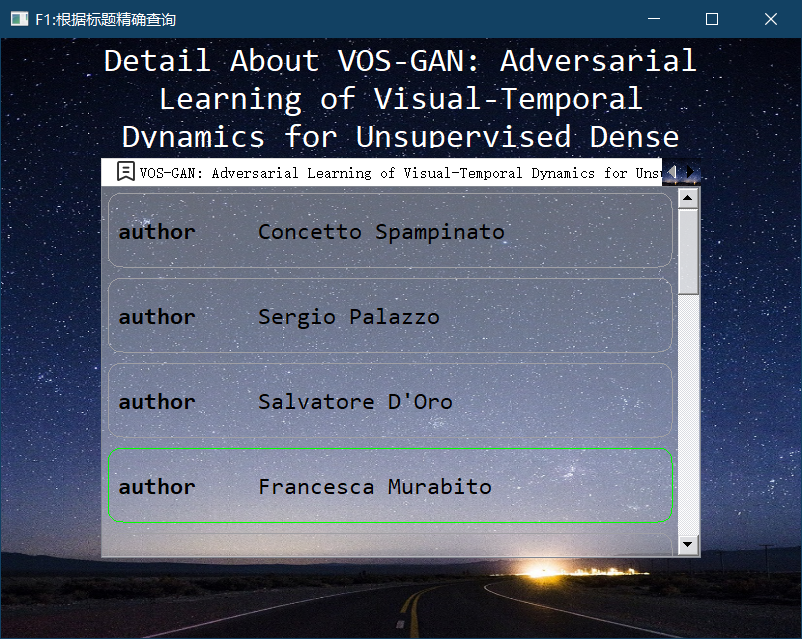 F1:根据标题精确查询
Detail About VOS-GAN: Adversarial
Learning of Visual-Temporal
Dynamics for Unsupervised Dense
VOS-GAN: Adversarial Learning of Visual-Temporal Dynamics for Unsu
author Concetto Spampinato
author Sergio Palazzo
author Salvatore D'Oro
author Francesca Murabito